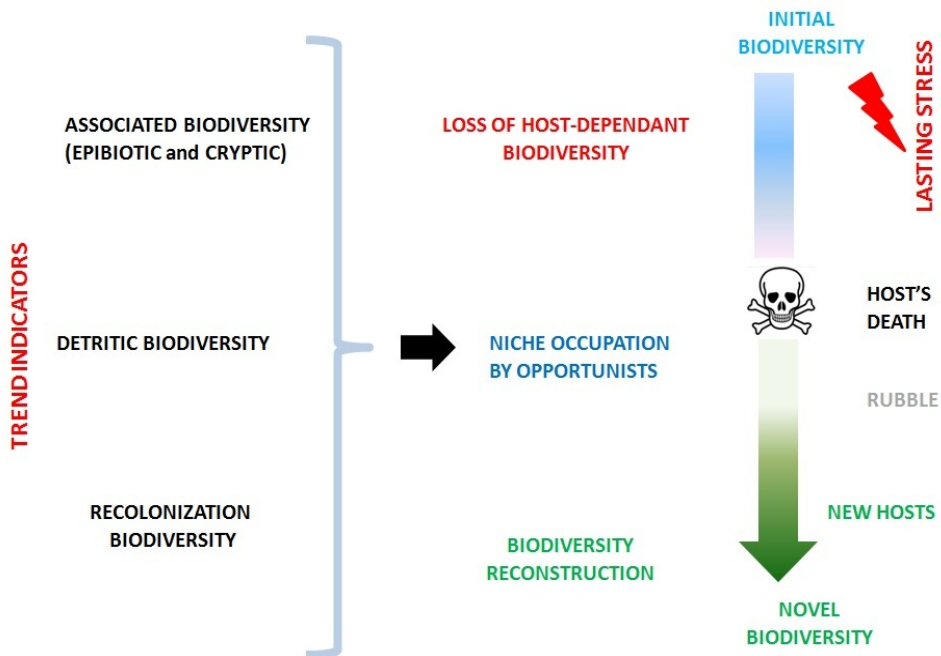 TREND INDICATORS
ASSOCIATED BIODIVERSITY
(EPIBIOTIC and CRYPTIC)
DETRITIC BIODIVERSITY
RECOLONIZATION
BIODIVERSITY
LOSS OF HOST-DEPENDANT
BIODIVERSITY
NICHE OCCUPATION
BY OPPORTUNISTS
BIODIVERSITY
RECONSTRUCTION
INITIAL
BIODIVERSITY
LASTING STRESS
HOST'S
DEATH
RUBBLE
NEW HOSTS
NOVEL
BIODIVERSITY